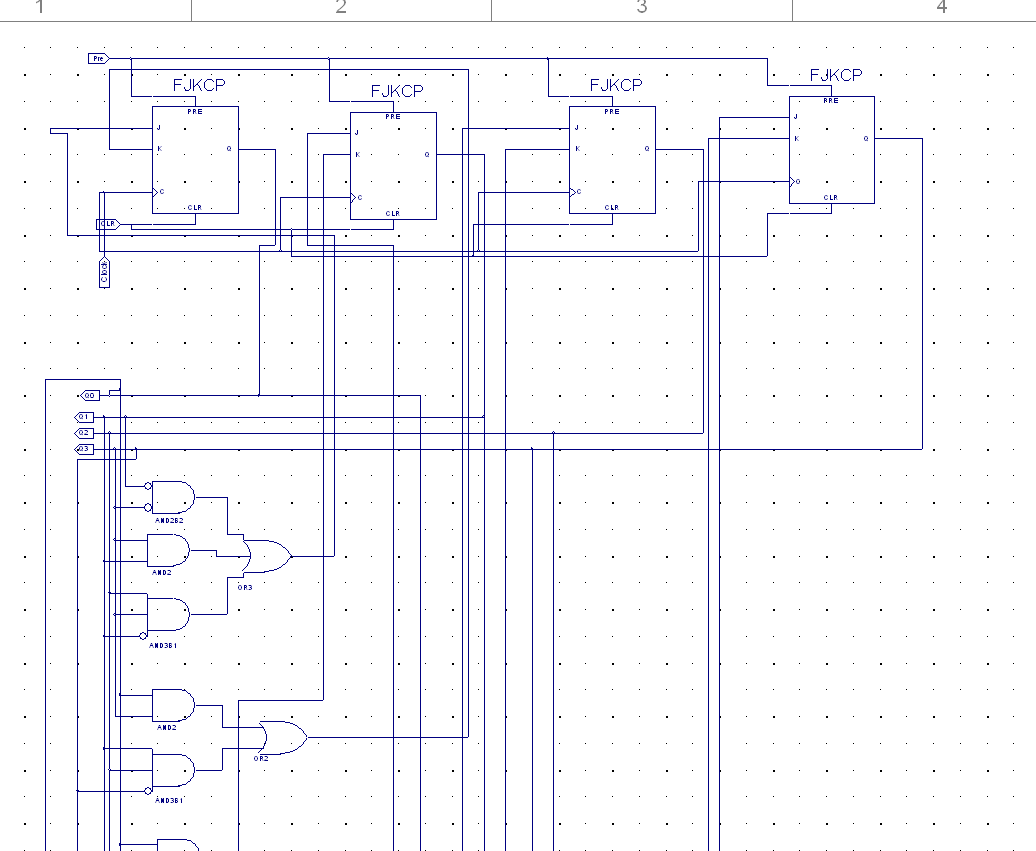 1 2 3 4
Pre
FJKCP FJKCP FJKCP FJKCP
PRE PRE PRE PRE
J J J J
K Q K Q K Q K Q
C C C C
CLR CLR CLR CLR
CLR
Clock
Q0
Q1
Q2
Q3
AND2B2
AND2
OR3
AND3B1
AND2
OR2
AND3B1